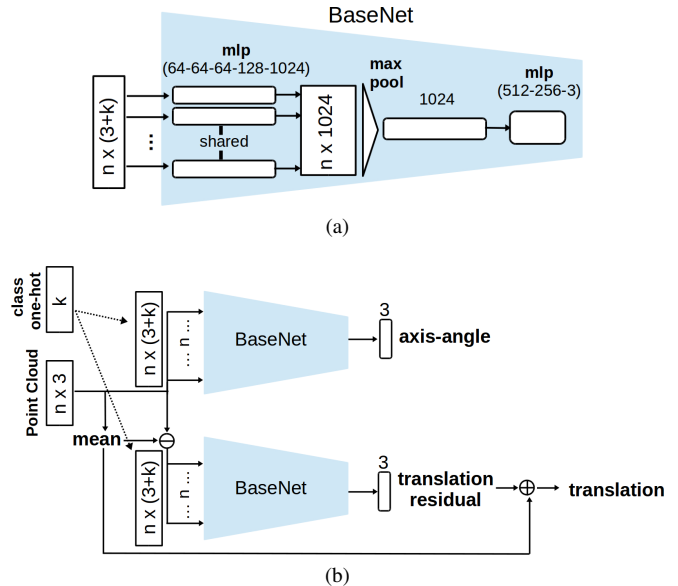 BaseNet
mlp
(64-64-64-128-1024)
max
pool
mlp
(512-256-3)
1024
n x (3+k)
...
shared
n x 1024
(a)
class
one-hot
k
n x (3+k)
... n ...
BaseNet
3
axis-angle
Point Cloud
n x 3
mean
n x (3+k)
... n ...
BaseNet
3
translation
residual
translation
(b)